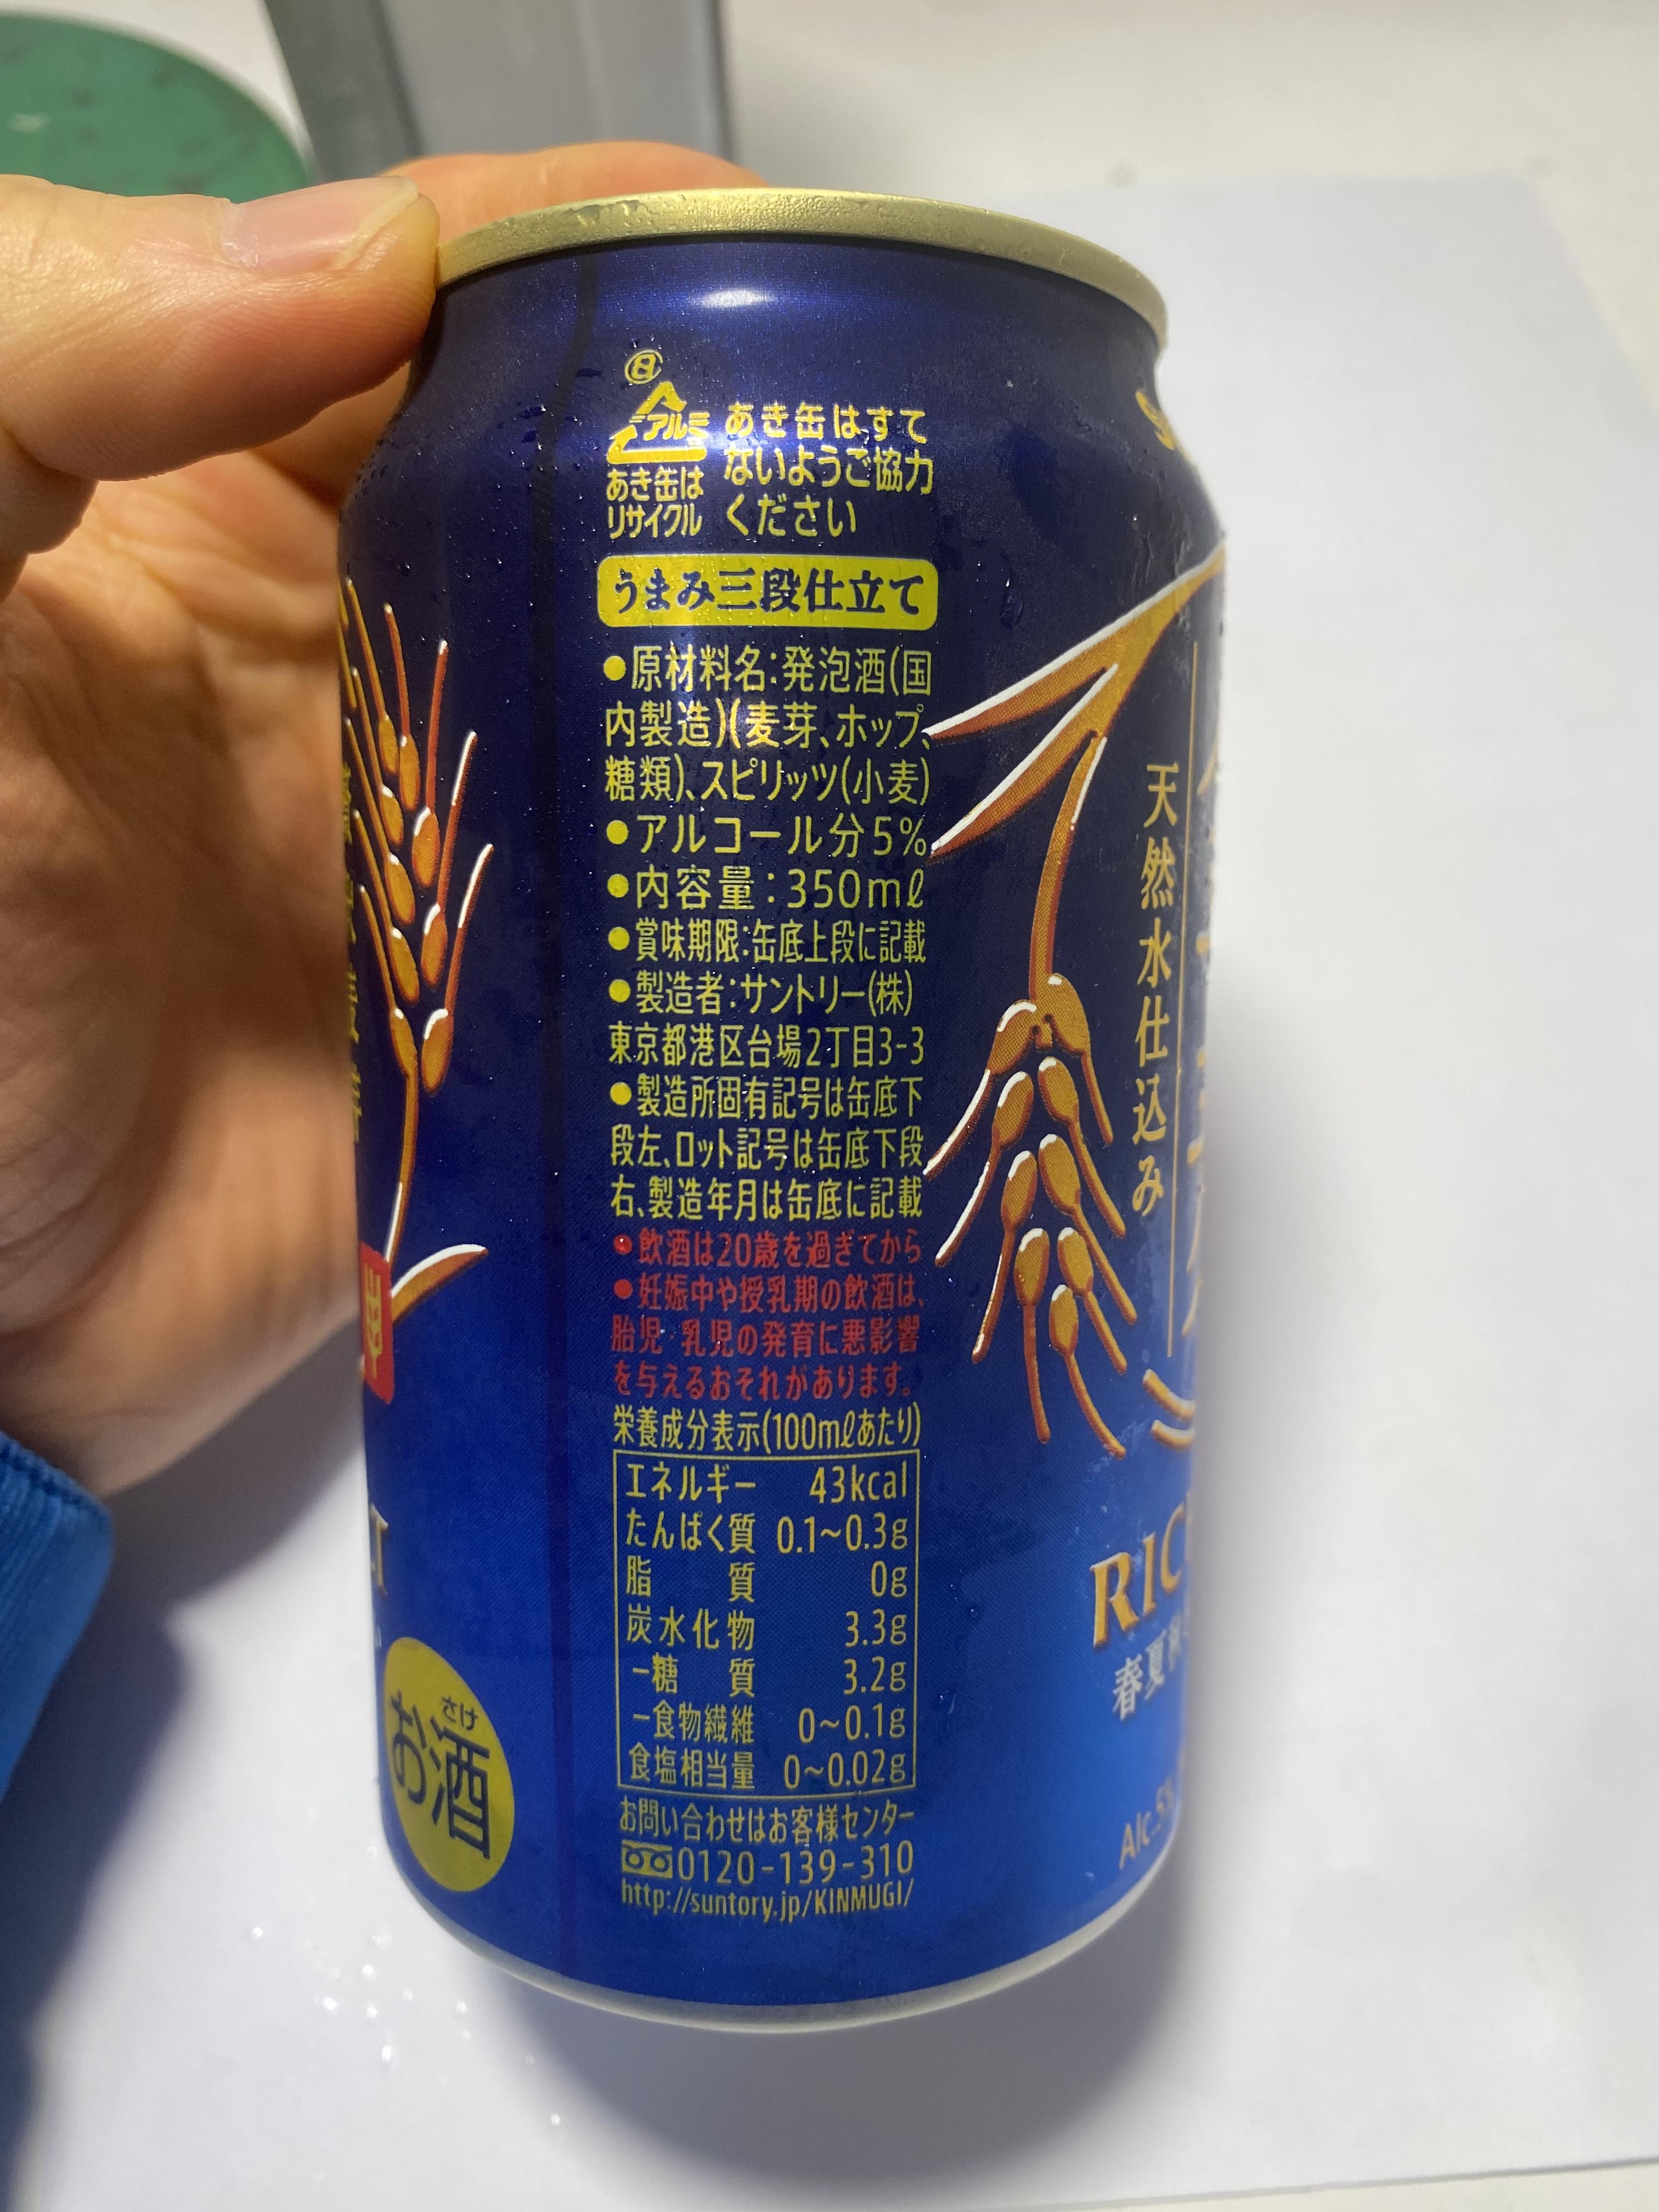 アルミ
あき缶は
リサイクル
あき缶はすて
ないようご協力
ください
うまみ三段仕立て
●原材料名:発泡酒(国
内製造)(麦芽、ホップ、
糖類)、スピリッツ(小麦)
●アルコール分5%
●内容量:350mℓ
●賞味期限:缶底上段に記載
●製造者:サントリー(株)
東京都港区台場2丁目3-3
●製造所固有記号は缶底下
段左、ロット記号は缶底下段
右、製造年月は缶底に記載
●飲酒は20歳を過ぎてから
●妊娠中や授乳期の飲酒は、
胎児・乳児の発育に悪影響
を与えるおそれがあります。
栄養成分表示(100mℓあたり)
エネルギー 43kcal
たんぱく質 0.1~0.3g
脂質 0g
炭水化物 3.3g
-糖質 3.2g
-食物繊維 0~0.1g
食塩相当量 0~0.02g
お問い合わせはお客様センター
0120-139-310
http://suntory.jp/KINMUGI/
さけ
お酒
天然水仕込み
RIC
春夏
Alc.5%